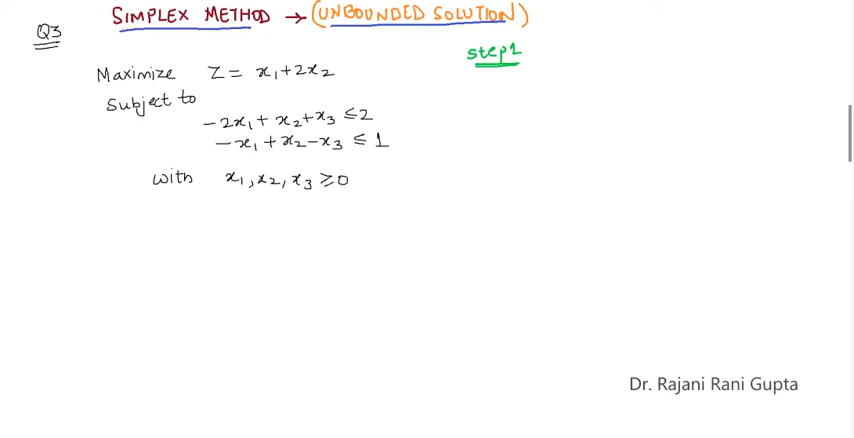 SIMPLEX METHOD → (UNBOUNDED SOLUTION)
Q3
step1
Maximize Z = x₁+2x₂
Subject to
-2x₁+x₂+x₃ ≤2
-x₁+x₂-x₃ ≤ 1
with x₁,x₂,x₃ ≥0
Dr. Rajani Rani Gupta